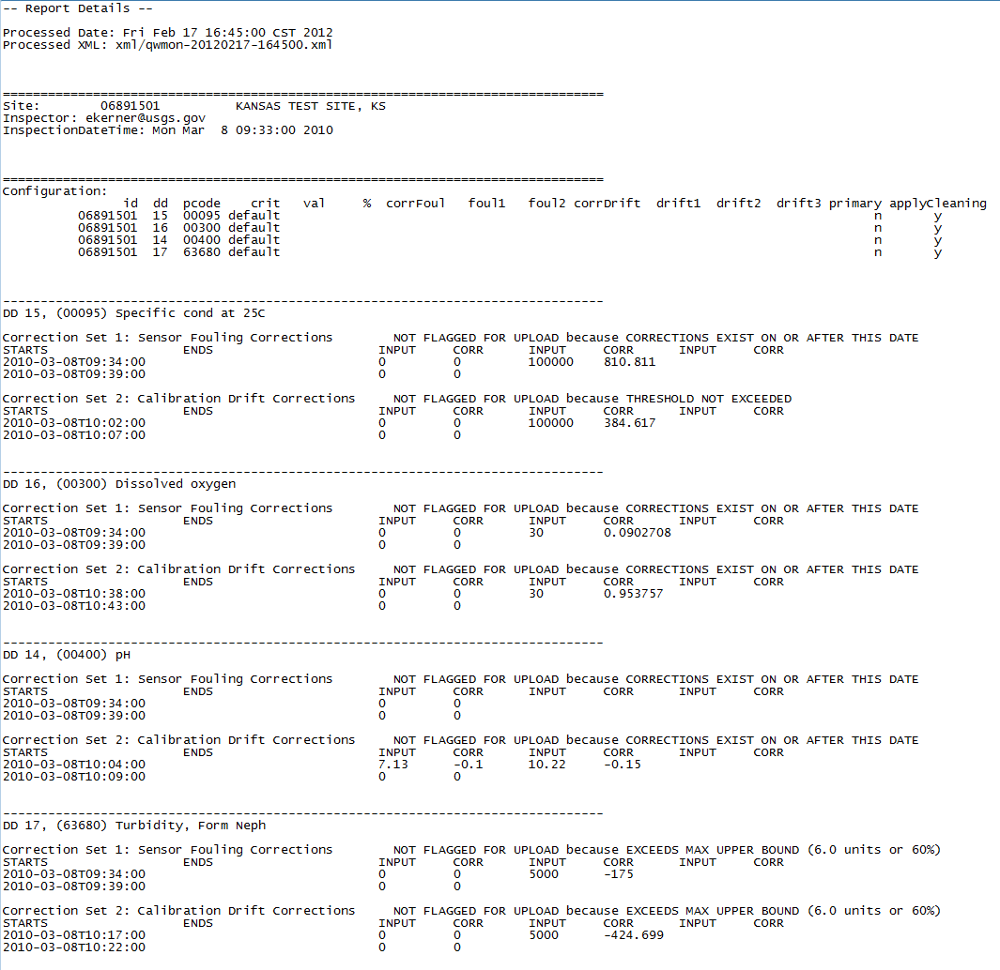 -- Report Details --
Processed Date: Fri Feb 17 16:45:00 CST 2012
Processed XML: xml/qwmon-20120217-164500.xml
================================================================================
Site:        06891501          KANSAS TEST SITE, KS
Inspector: ekerner@usgs.gov
InspectionDateTime: Mon Mar  8 09:33:00 2010
================================================================================
Configuration:
                id  dd  pcode    crit   val     %  corrFoul   foul1   foul2 corrDrift  drift1  drift2  drift3 primary applyCleaning
          06891501  15  00095 default                                                                               n       y
          06891501  16  00300 default                                                                               n       y
          06891501  14  00400 default                                                                               n       y
          06891501  17  63680 default                                                                               n       y
--------------------------------------------------------------------------------
DD 15, (00095) Specific cond at 25C
Correction Set 1: Sensor Fouling Corrections        NOT FLAGGED FOR UPLOAD because CORRECTIONS EXIST ON OR AFTER THIS DATE
STARTS                  ENDS                      INPUT     CORR      INPUT     CORR      INPUT     CORR
2010-03-08T09:34:00                               0         0         100000    810.811
2010-03-08T09:39:00                               0         0
Correction Set 2: Calibration Drift Corrections     NOT FLAGGED FOR UPLOAD because THRESHOLD NOT EXCEEDED
STARTS                  ENDS                      INPUT     CORR      INPUT     CORR      INPUT     CORR
2010-03-08T10:02:00                               0         0         100000    384.617
2010-03-08T10:07:00                               0         0
--------------------------------------------------------------------------------
DD 16, (00300) Dissolved oxygen
Correction Set 1: Sensor Fouling Corrections        NOT FLAGGED FOR UPLOAD because CORRECTIONS EXIST ON OR AFTER THIS DATE
STARTS                  ENDS                      INPUT     CORR      INPUT     CORR      INPUT     CORR
2010-03-08T09:34:00                               0         0         30        0.0902708
2010-03-08T09:39:00                               0         0
Correction Set 2: Calibration Drift Corrections     NOT FLAGGED FOR UPLOAD because CORRECTIONS EXIST ON OR AFTER THIS DATE
STARTS                  ENDS                      INPUT     CORR      INPUT     CORR      INPUT     CORR
2010-03-08T10:38:00                               0         0         30        0.953757
2010-03-08T10:43:00                               0         0
--------------------------------------------------------------------------------
DD 14, (00400) pH
Correction Set 1: Sensor Fouling Corrections        NOT FLAGGED FOR UPLOAD because CORRECTIONS EXIST ON OR AFTER THIS DATE
STARTS                  ENDS                      INPUT     CORR      INPUT     CORR      INPUT     CORR
2010-03-08T09:34:00                               0         0
2010-03-08T09:39:00                               0         0
Correction Set 2: Calibration Drift Corrections     NOT FLAGGED FOR UPLOAD because CORRECTIONS EXIST ON OR AFTER THIS DATE
STARTS                  ENDS                      INPUT     CORR      INPUT     CORR      INPUT     CORR
2010-03-08T10:04:00                               7.13      -0.1      10.22     -0.15
2010-03-08T10:09:00                               0         0
--------------------------------------------------------------------------------
DD 17, (63680) Turbidity, Form Neph
Correction Set 1: Sensor Fouling Corrections        NOT FLAGGED FOR UPLOAD because EXCEEDS MAX UPPER BOUND (6.0 units or 60%)
STARTS                  ENDS                      INPUT     CORR      INPUT     CORR      INPUT     CORR
2010-03-08T09:34:00                               0         0         5000      -175
2010-03-08T09:39:00                               0         0
Correction Set 2: Calibration Drift Corrections     NOT FLAGGED FOR UPLOAD because EXCEEDS MAX UPPER BOUND (6.0 units or 60%)
STARTS                  ENDS                      INPUT     CORR      INPUT     CORR      INPUT     CORR
2010-03-08T10:17:00                               0         0         5000      -424.699
2010-03-08T10:22:00                               0         0